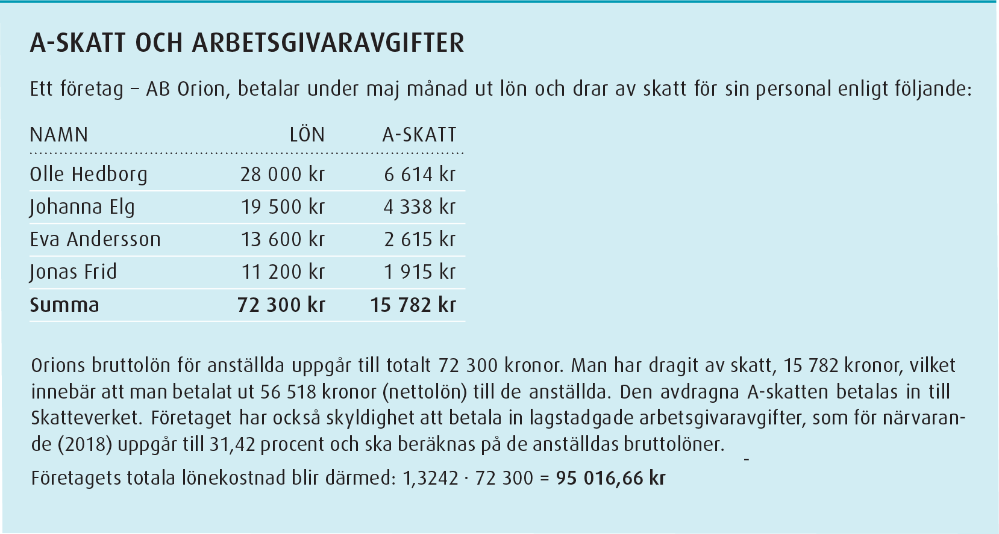 A-SKATT OCH ARBETSGIVARAVGIFTER
Ett företag – AB Orion, betalar under maj månad ut lön och drar av skatt för sin personal enligt följande:
NAMN LÖN A-SKATT
Olle Hedborg 28 000 kr 6 614 kr
Johanna Elg 19 500 kr 4 338 kr
Eva Andersson 13 600 kr 2 615 kr
Jonas Frid 11 200 kr 1 915 kr
Summa 72 300 kr 15 782 kr
Orions bruttolön för anställda uppgår till totalt 72 300 kronor. Man har dragit av skatt, 15 782 kronor, vilket
innebär att man betalat ut 56 518 kronor (nettolön) till de anställda. Den avdragna A-skatten betalas in till
Skatteverket. Företaget har också skyldighet att betala in lagstadgade arbetsgivaravgifter, som för närvaran-
de (2018) uppgår till 31,42 procent och ska beräknas på de anställdas bruttolöner.
-
Företagets totala lönekostnad blir därmed: 1,3242 · 72 300 = 95 016,66 kr